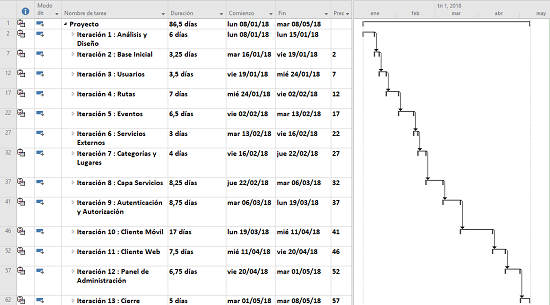 Modo de Nombre de tarea Duración Comienzo Fin Prec tri 1, 2018
ene feb mar abr
1 Proyecto 86,5 días lun 08/01/18 mar 08/05/18
2 Iteración 1 : Análisis y 6 días lun 08/01/18 lun 15/01/18
Diseño
7 Iteración 2 : Base Inicial 3,25 días mar 16/01/18 vie 19/01/18 2
12 Iteración 3 : Usuarios 3,5 días vie 19/01/18 mié 24/01/18 7
17 Iteración 4 : Rutas 7 días mié 24/01/18 vie 02/02/18 12
22 Iteración 5 : Eventos 6,5 días vie 02/02/18 mar 13/02/18 17
27 Iteración 6 : Servicios 3 días mar 13/02/18 vie 16/02/18 22
Externos
32 Iteración 7 : Categorías y 4 días vie 16/02/18 jue 22/02/18 27
Lugares
37 Iteración 8 : Capa Servicios 8,25 días jue 22/02/18 mar 06/03/18 32
41 Iteración 9 : Autenticación 8,75 días mar 06/03/18 lun 19/03/18 37
y Autorización
46 Iteración 10 : Cliente Móvil 17 días lun 19/03/18 mié 11/04/18 41
52 Iteración 11 : Cliente Web 7,5 días mié 11/04/18 vie 20/04/18 46
57 Iteración 12 : Panel de 6,75 días vie 20/04/18 mar 01/05/18 52
Administración
62 Iteración 13 : Cierre 5 días mar 01/05/18 mar 08/05/18 57